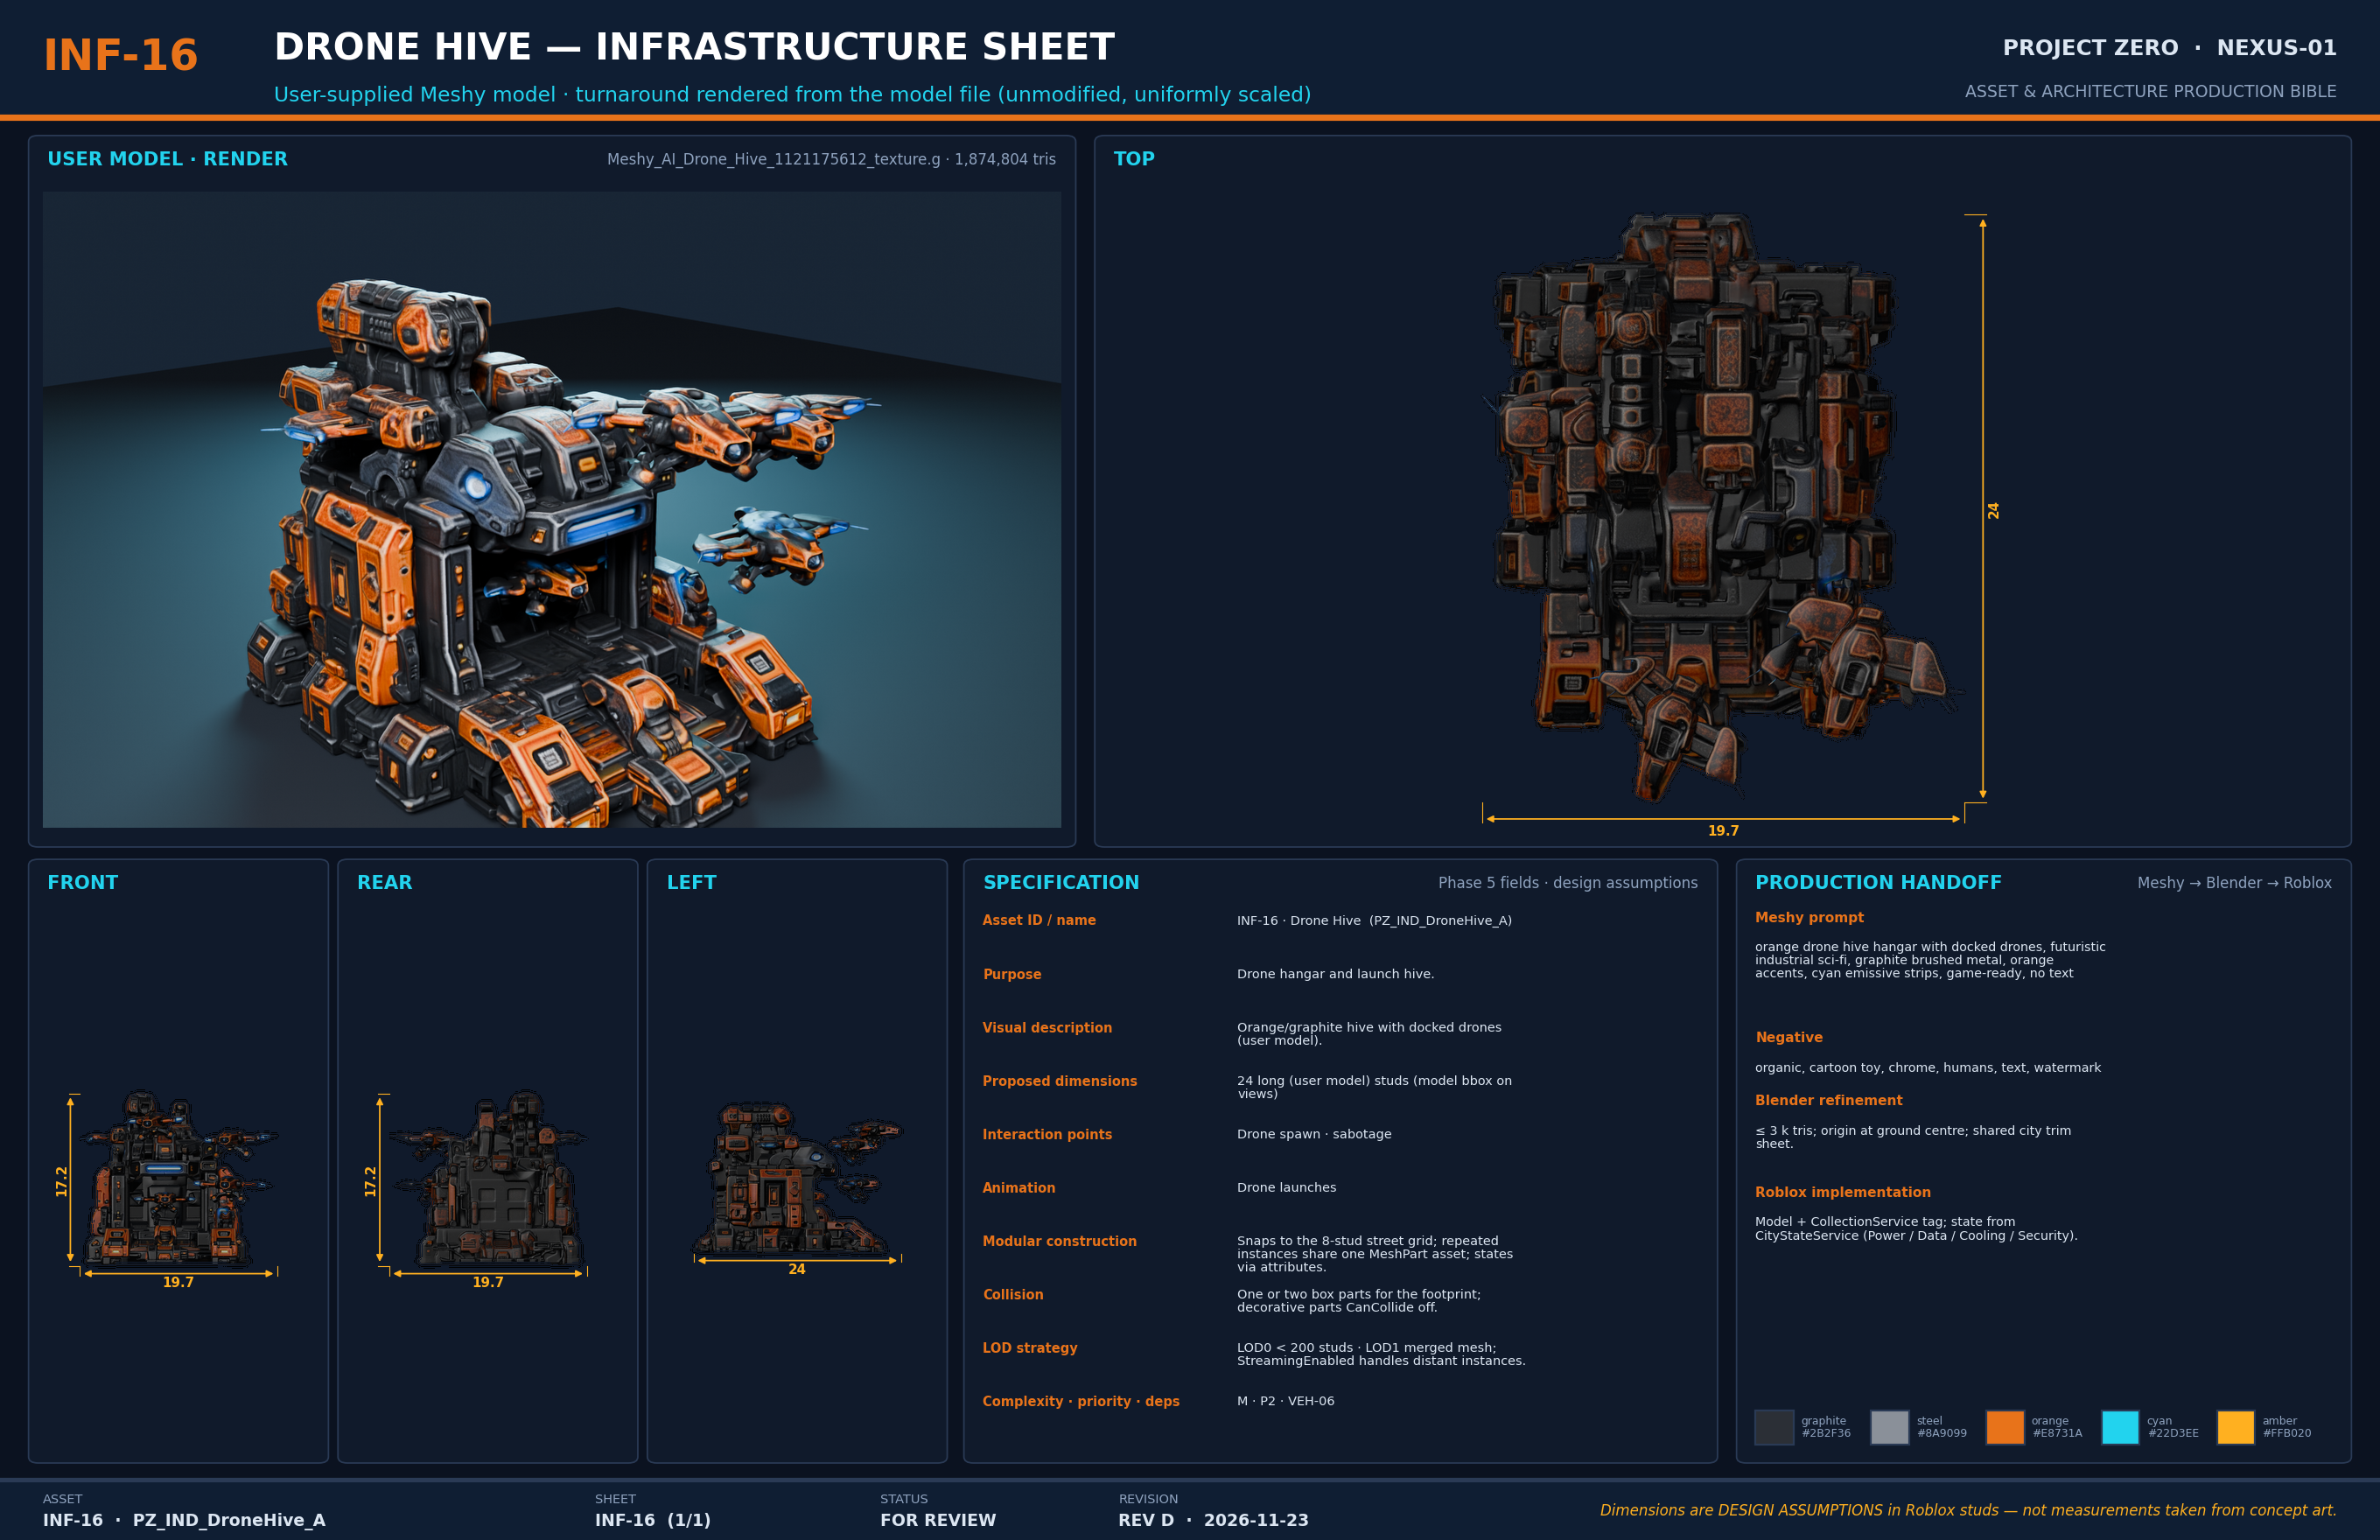 INF-16
DRONE HIVE — INFRASTRUCTURE SHEET
User-supplied Meshy model · turnaround rendered from the model file (unmodified, uniformly scaled)
PROJECT ZERO · NEXUS-01
ASSET & ARCHITECTURE PRODUCTION BIBLE
USER MODEL · RENDER
Meshy_AI_Drone_Hive_1121175612_texture.g · 1,874,804 tris
TOP
24
19.7
FRONT
17.2
19.7
REAR
17.2
19.7
LEFT
24
SPECIFICATION
Phase 5 fields · design assumptions
Asset ID / name
INF-16 · Drone Hive (PZ_IND_DroneHive_A)
Purpose
Drone hangar and launch hive.
Visual description
Orange/graphite hive with docked drones
(user model).
Proposed dimensions
24 long (user model) studs (model bbox on
views)
Interaction points
Drone spawn · sabotage
Animation
Drone launches
Modular construction
Snaps to the 8-stud street grid; repeated
instances share one MeshPart asset; states
via attributes.
Collision
One or two box parts for the footprint;
decorative parts CanCollide off.
LOD strategy
LOD0 < 200 studs · LOD1 merged mesh;
StreamingEnabled handles distant instances.
Complexity · priority · deps
M · P2 · VEH-06
PRODUCTION HANDOFF
Meshy → Blender → Roblox
Meshy prompt
orange drone hive hangar with docked drones, futuristic
industrial sci-fi, graphite brushed metal, orange
accents, cyan emissive strips, game-ready, no text
Negative
organic, cartoon toy, chrome, humans, text, watermark
Blender refinement
≤ 3 k tris; origin at ground centre; shared city trim
sheet.
Roblox implementation
Model + CollectionService tag; state from
CityStateService (Power / Data / Cooling / Security).
graphite
#2B2F36
steel
#8A9099
orange
#E8731A
cyan
#22D3EE
amber
#FFB020
ASSET
INF-16 · PZ_IND_DroneHive_A
SHEET
INF-16 (1/1)
STATUS
FOR REVIEW
REVISION
REV D · 2026-11-23
Dimensions are DESIGN ASSUMPTIONS in Roblox studs — not measurements taken from concept art.